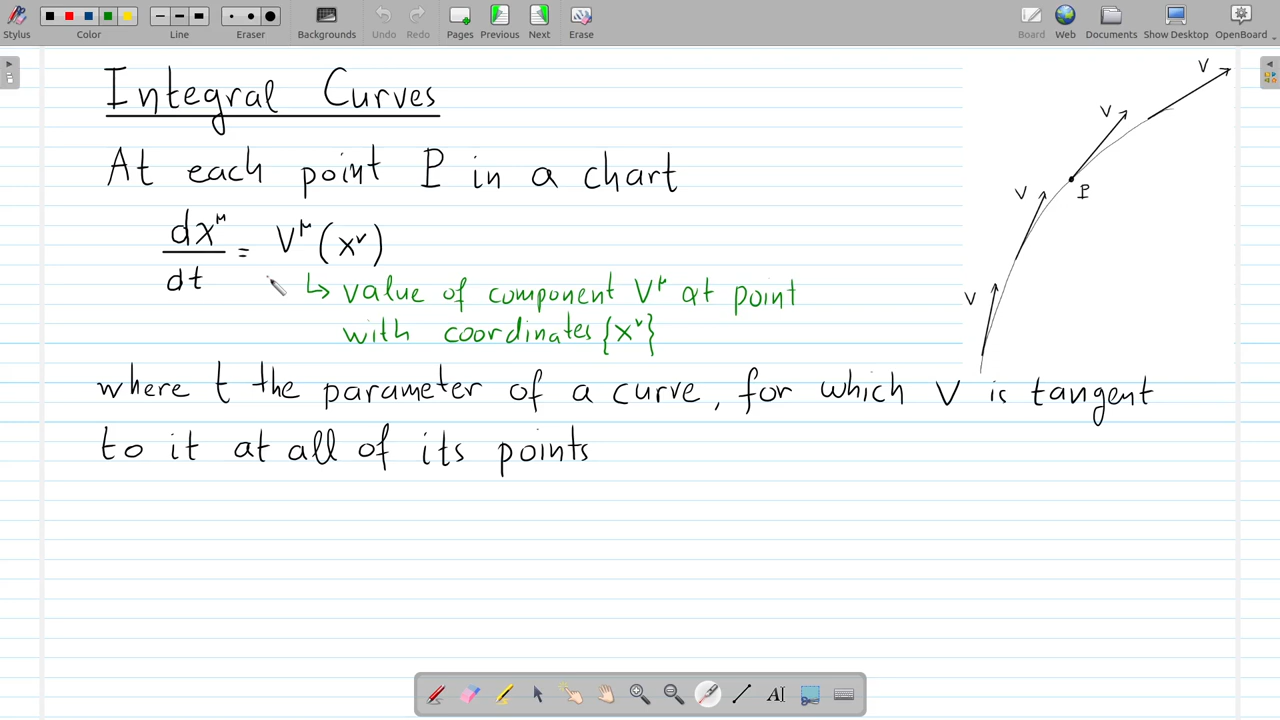 Stylus
Color
Line
Eraser
Backgrounds
Undo
Redo
Pages
Previous
Next
Erase
Board
Web
Documents
Show Desktop
OpenBoard
Integral Curves
At each point P in a chart
dx^μ/dt = V^μ(x^ν)
↳ value of component V^μ at point
with coordinates {x^ν}
where t the parameter of a curve, for which V is tangent
to it at all of its points
V
V
P
V
V
AI